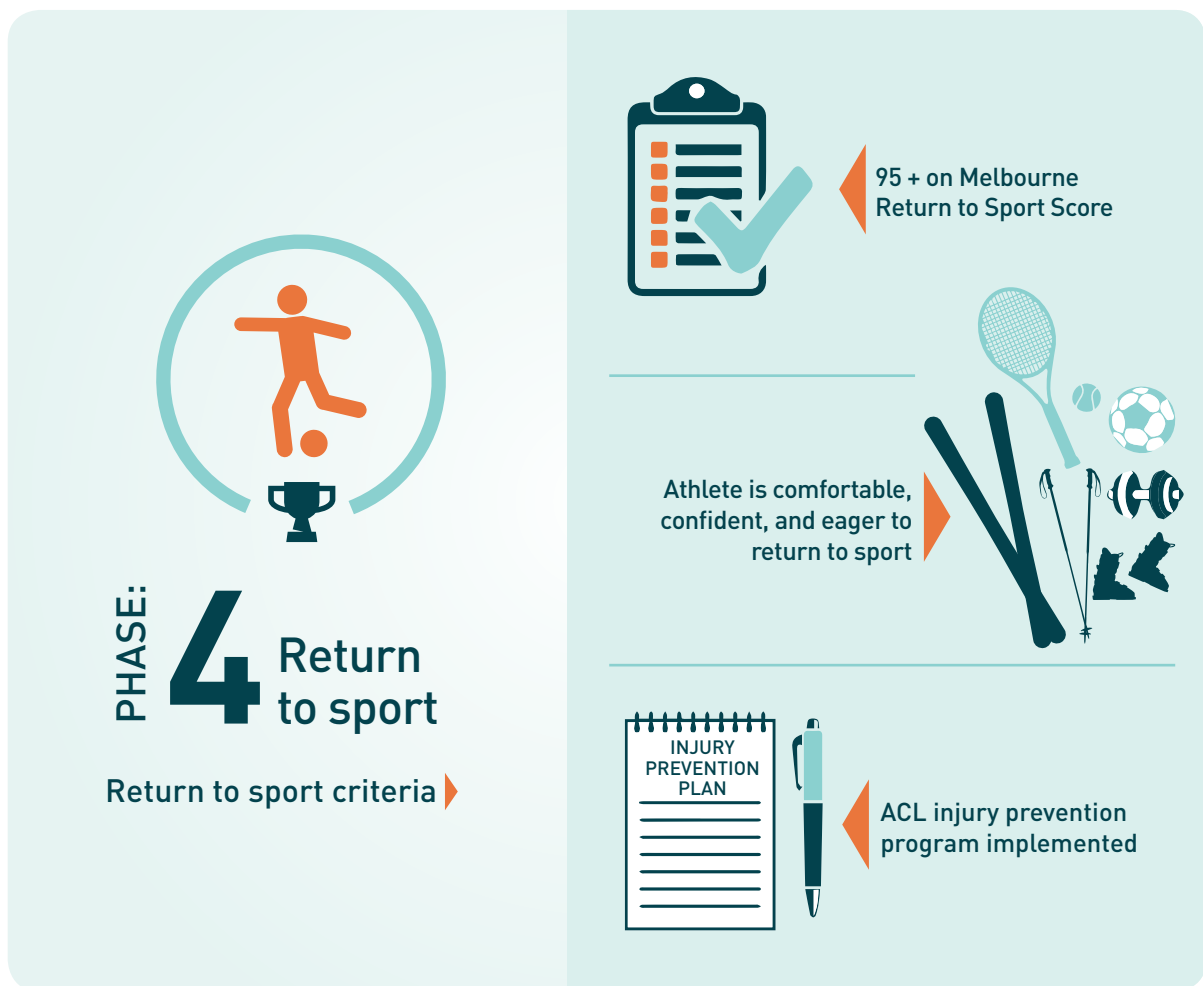 PHASE:
4
Return
to sport
Return to sport criteria
95 + on Melbourne
Return to Sport Score
Athlete is comfortable,
confident, and eager to
return to sport
INJURY
PREVENTION
PLAN
ACL injury prevention
program implemented